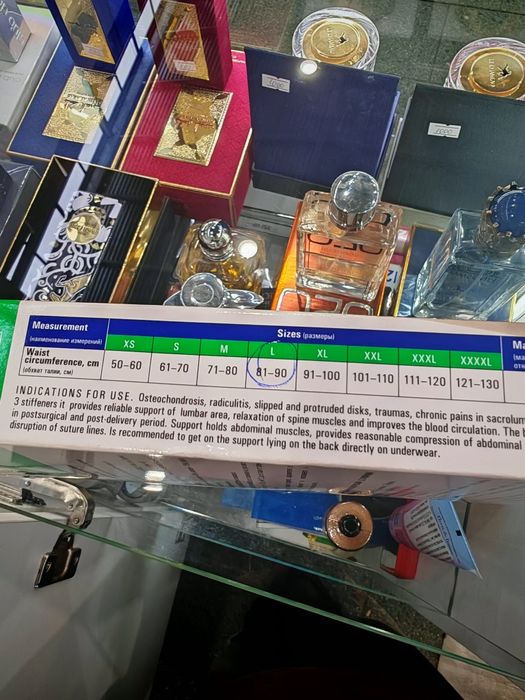 Measurement
(наименование измерений)
Sizes (размеры)
Ma
XS S M L XL XXL XXXL XXXXL
Waist
circumference, cm
(обхват талии, см)
50–60 61–70 71–80 81–90 91–100 101–110 111–120 121–130
INDICATIONS FOR USE. Osteochondrosis, radiculitis, slipped and protruded disks, traumas, chronic pains in sacrolum
3 stiffeners it provides reliable support of lumbar area, relaxation of spine muscles and improves the blood circulation. The b
in postsurgical and post-delivery period. Support holds abdominal muscles, provides reasonable compression of abdominal
disruption of suture lines. Is recommended to get on the support lying on the back directly on underwear.